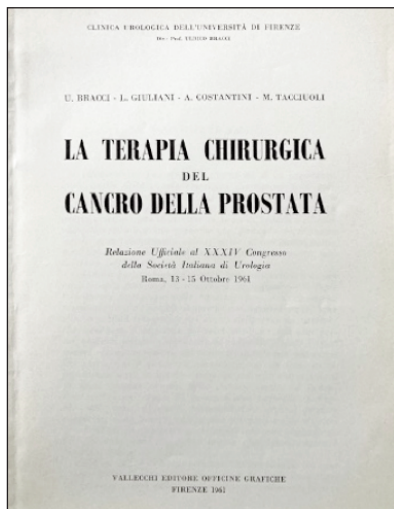 CLINICA UROLOGICA DELL'UNIVERSITÀ DI FIRENZE
Dir.: Prof. ULRICO BRACCI
U. BRACCI - L. GIULIANI - A. COSTANTINI - M. TACCIUOLI
LA TERAPIA CHIRURGICA
DEL
CANCRO DELLA PROSTATA
Relazione Ufficiale al XXXIV Congresso
della Società Italiana di Urologia
Roma, 13 - 15 Ottobre 1961
VALLECCHI EDITORE OFFICINE GRAFICHE
FIRENZE 1961